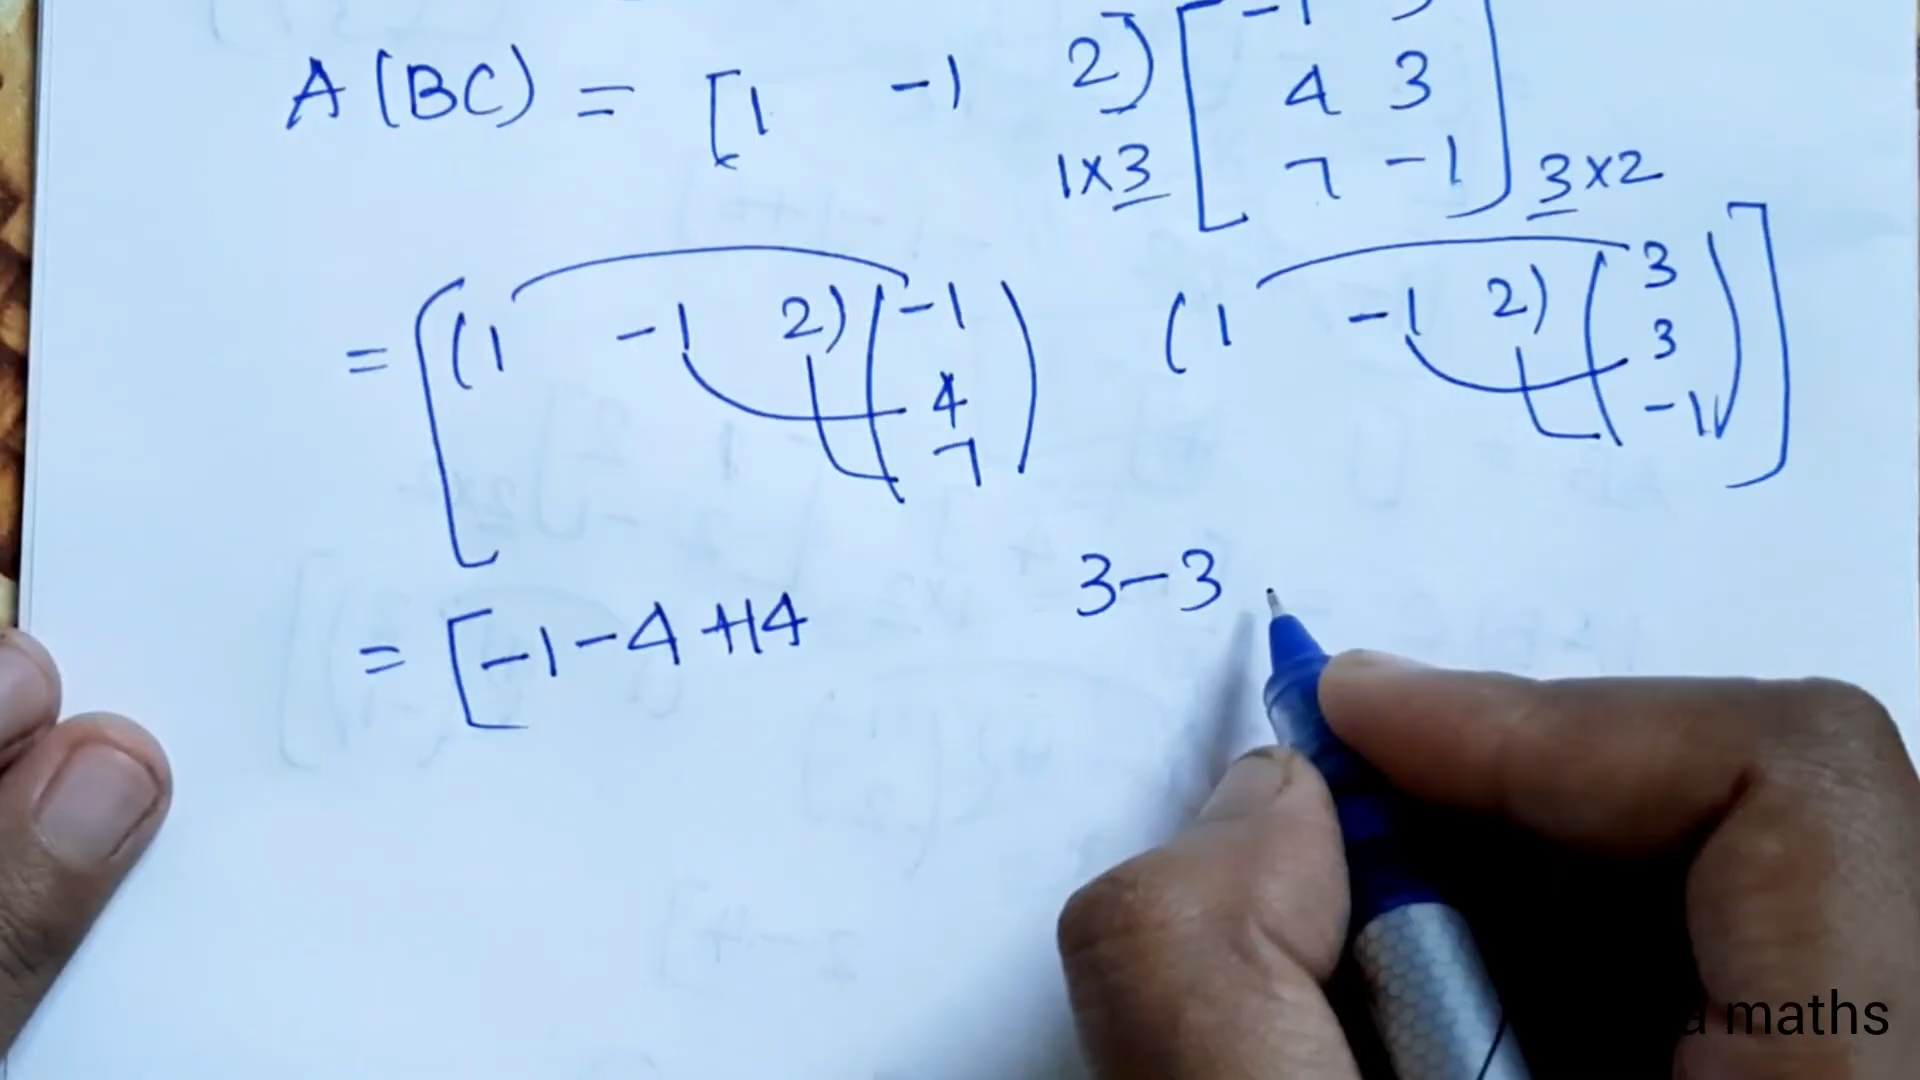 -1 3
A (BC) = [1 -1 2) 4 3
1×3 7 -1 3×2
= [(1 -1 2) (-1 (1 -1 2) (3
4 3
7) -1)]
= [-1-4+14 3-3
a maths